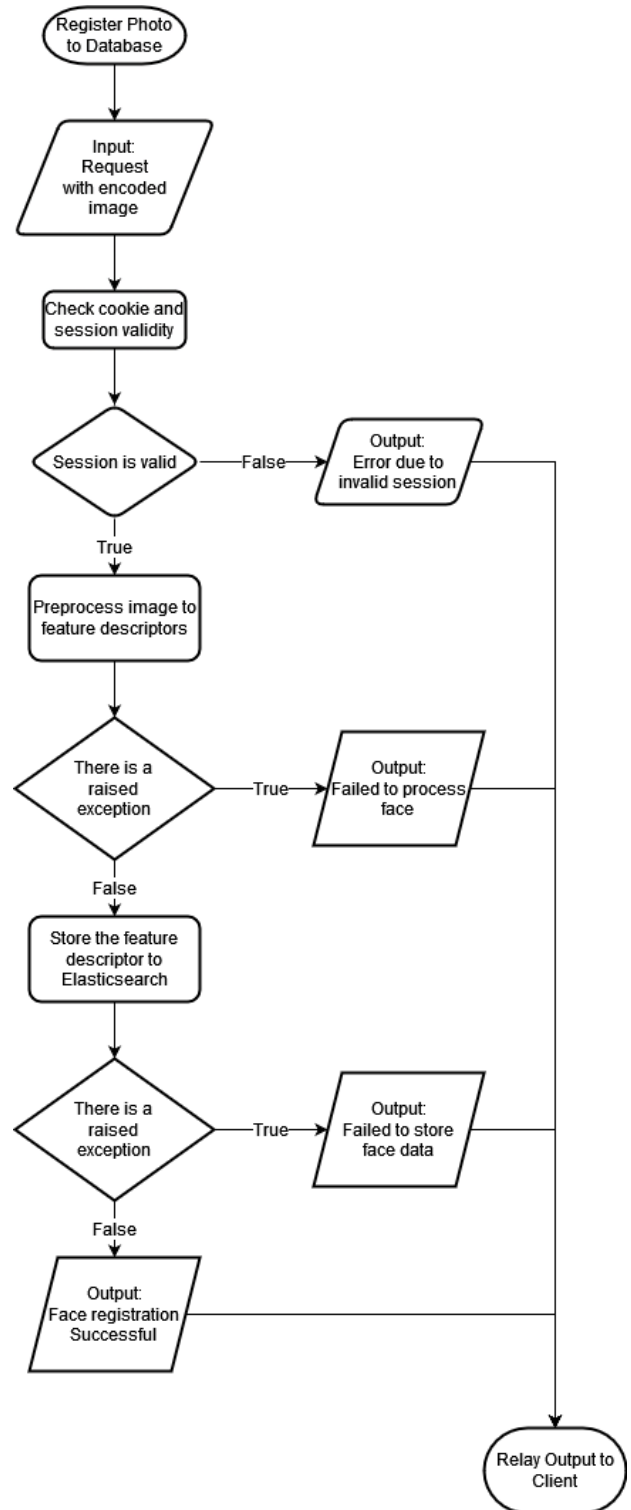 Register Photo
to Database
Input:
Request
with encoded
image
Check cookie and
session validity
Session is valid
False
Output:
Error due to
invalid session
True
Preprocess image to
feature descriptors
There is a
raised
exception
True
Output:
Failed to process
face
False
Store the feature
descriptor to
Elasticsearch
There is a
raised
exception
True
Output:
Failed to store
face data
False
Output:
Face registration
Successful
Relay Output to
Client